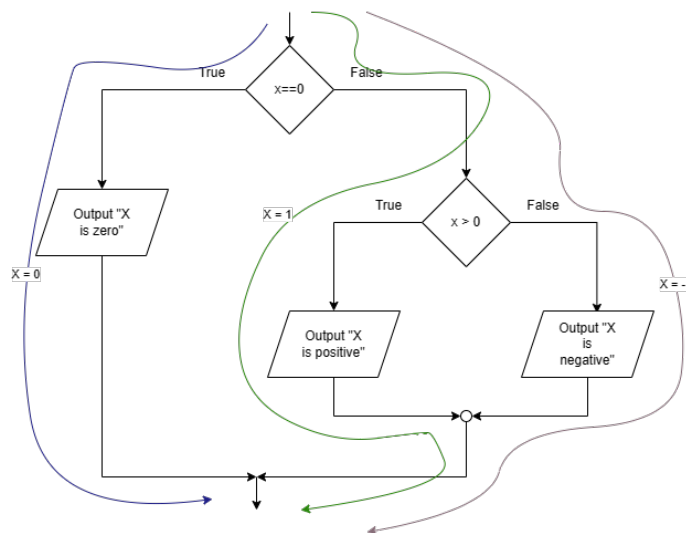 True
False
x==0
Output "X
is zero"
X = 1
True
False
x > 0
X = 0
X = -
Output "X
is positive"
Output "X
is
negative"